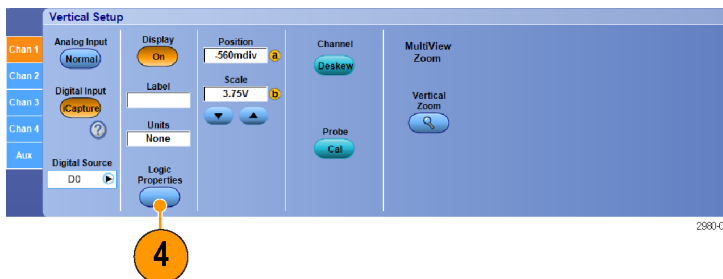 Vertical Setup
Chan 1
Chan 2
Chan 3
Chan 4
Aux
Analog Input
Normal
Digital Input
iCapture
?
Digital Source
D0
Display
On
Label
Units
None
Logic
Properties
Position
-560mdiv
a
Scale
3.75V
b
Channel
Deskew
Probe
Cal
MultiView
Zoom
Vertical
Zoom
4